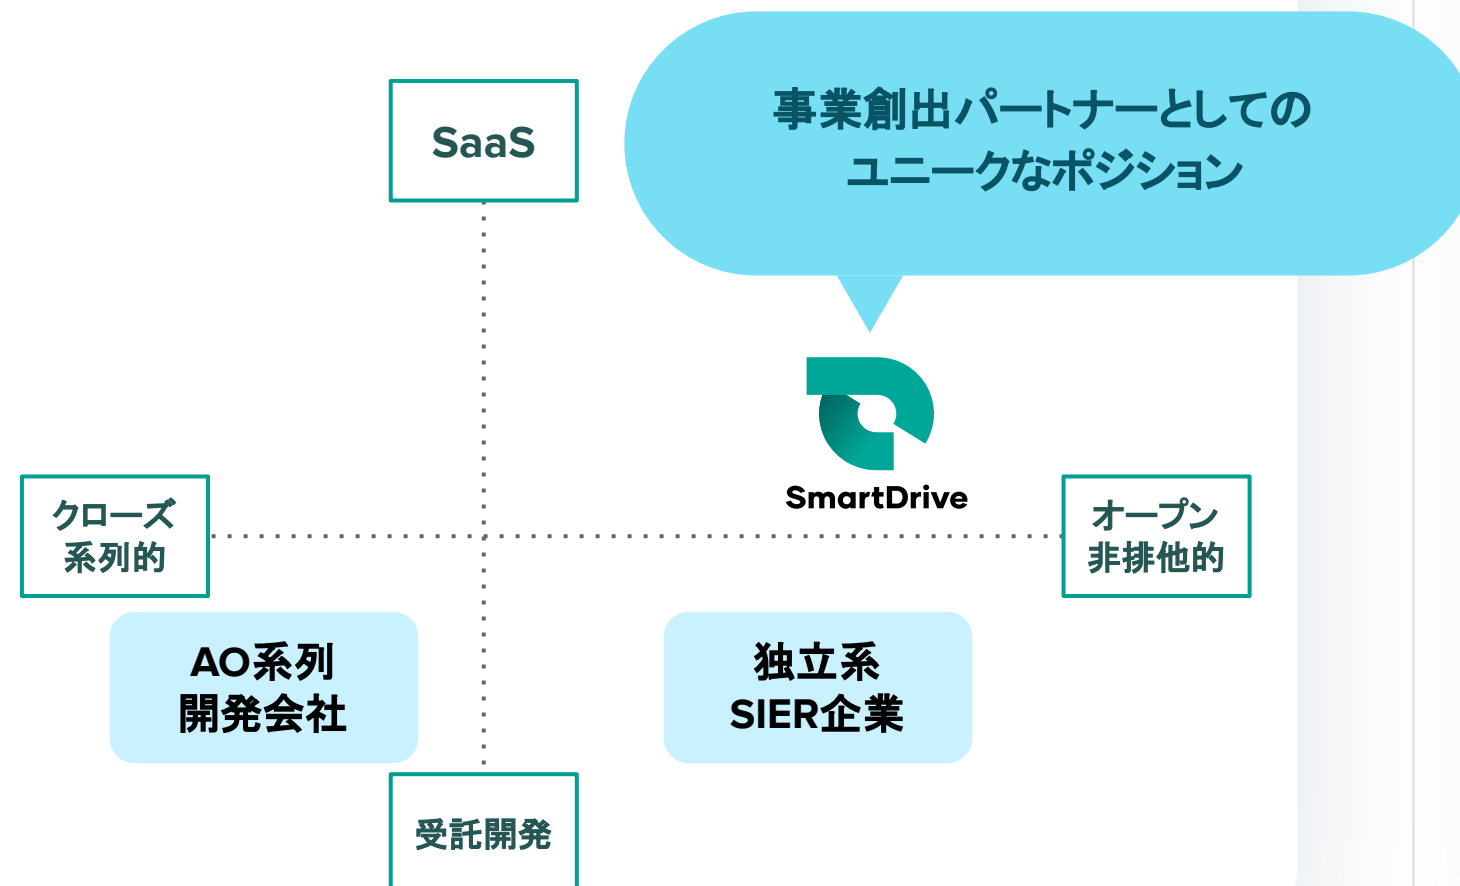 事業創出パートナーとしての
ユニークなポジション
SaaS
SmartDrive
クローズ
系列的
オープン
非排他的
AO系列
開発会社
独立系
SIER企業
受託開発